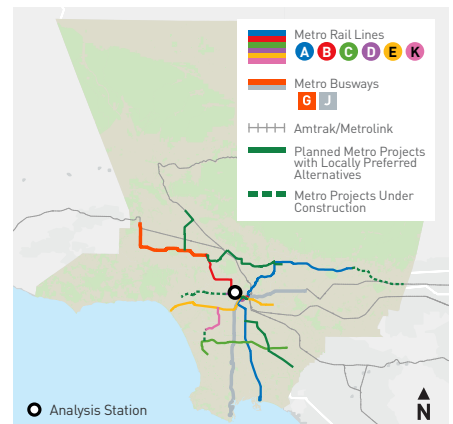 Metro Rail Lines
A B C D E K
Metro Busways
G J
Amtrak/Metrolink
Planned Metro Projects
with Locally Preferred
Alternatives
Metro Projects Under
Construction
Analysis Station
N